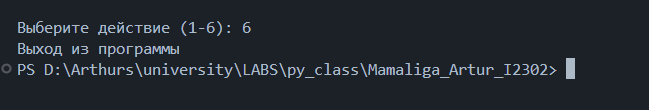 Выберите действие (1-6): 6
Выход из программы
PS D:\Arthurs\university\LABS\py_class\Mamaliga_Artur_I2302>